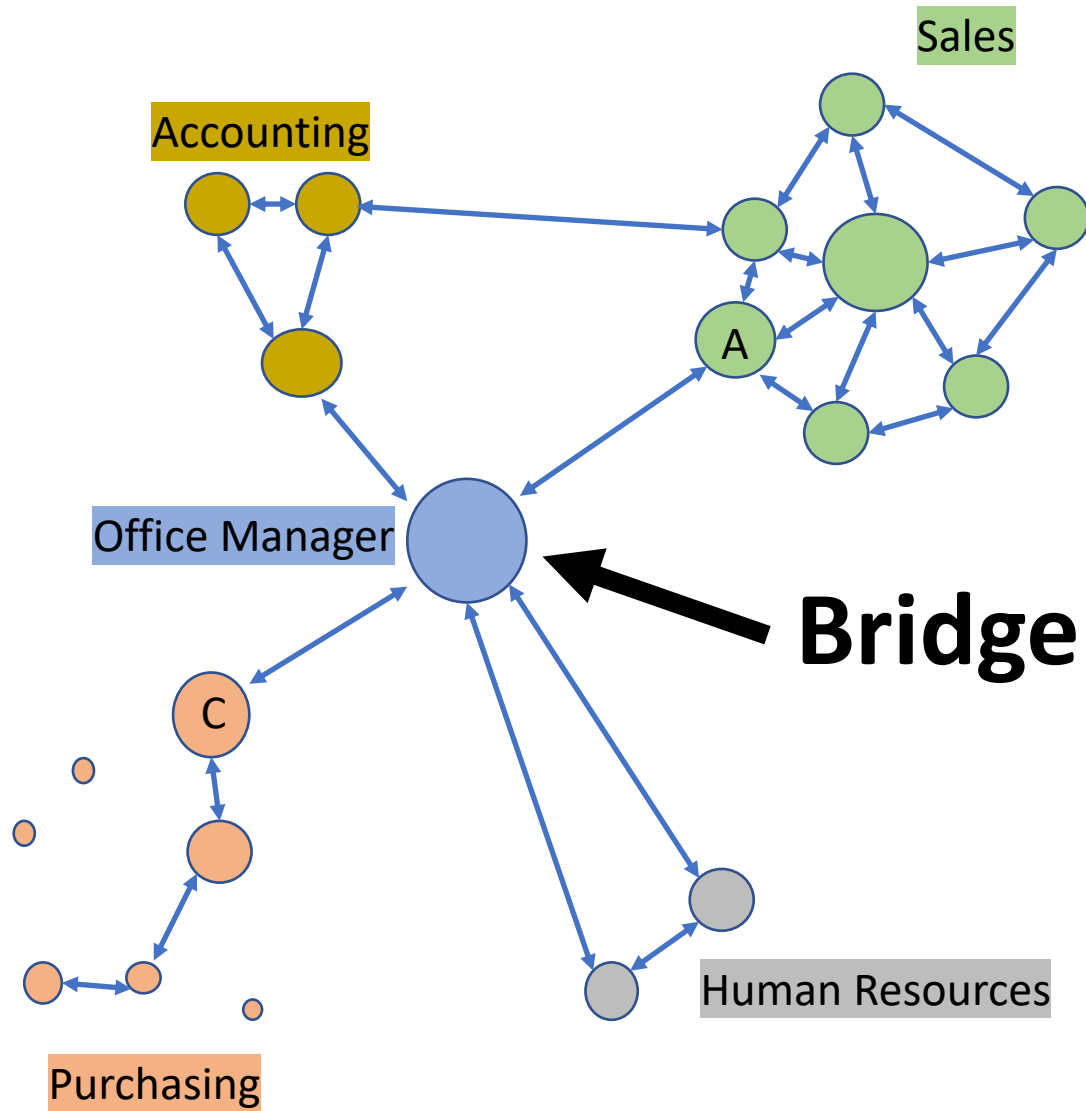 Sales
Accounting
A
Office Manager
Bridge
C
Human Resources
Purchasing